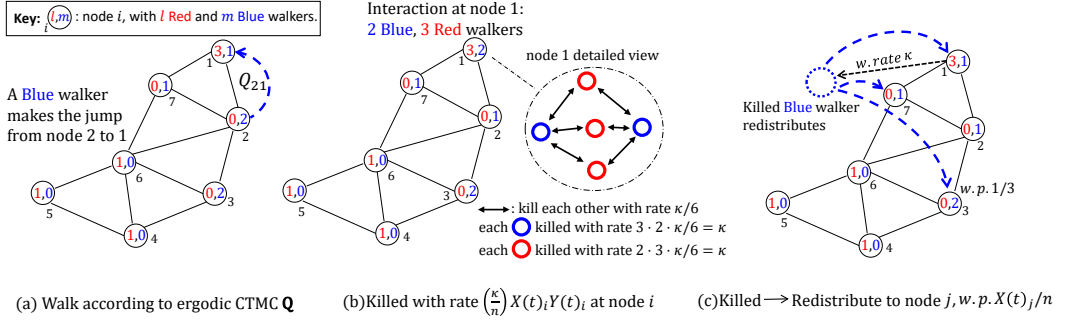 Key: i l,m : node i, with l Red and m Blue walkers.
3,1
1
Q21
0,1
7
0,2
2
A Blue walker
makes the jump
from node 2 to 1
1,0
6
1,0
5
0,2
3
1,0
4
(a) Walk according to ergodic CTMC Q
Interaction at node 1:
2 Blue, 3 Red walkers
3,2
1
node 1 detailed view
0,1
7
0,1
2
1,0
6
1,0
5
0,2
3
1,0
4
: kill each other with rate κ/6
each killed with rate 3 · 2 · κ/6 = κ
each killed with rate 2 · 3 · κ/6 = κ
(b)Killed with rate (κ/n) X(t)i Y(t)i at node i
w.rate κ
3,1
1
0,1
7
Killed Blue walker
redistributes
0,1
2
1,0
6
w.p.1/3
1,0
5
0,2
3
1,0
4
(c)Killed → Redistribute to node j, w.p. X(t)j/n